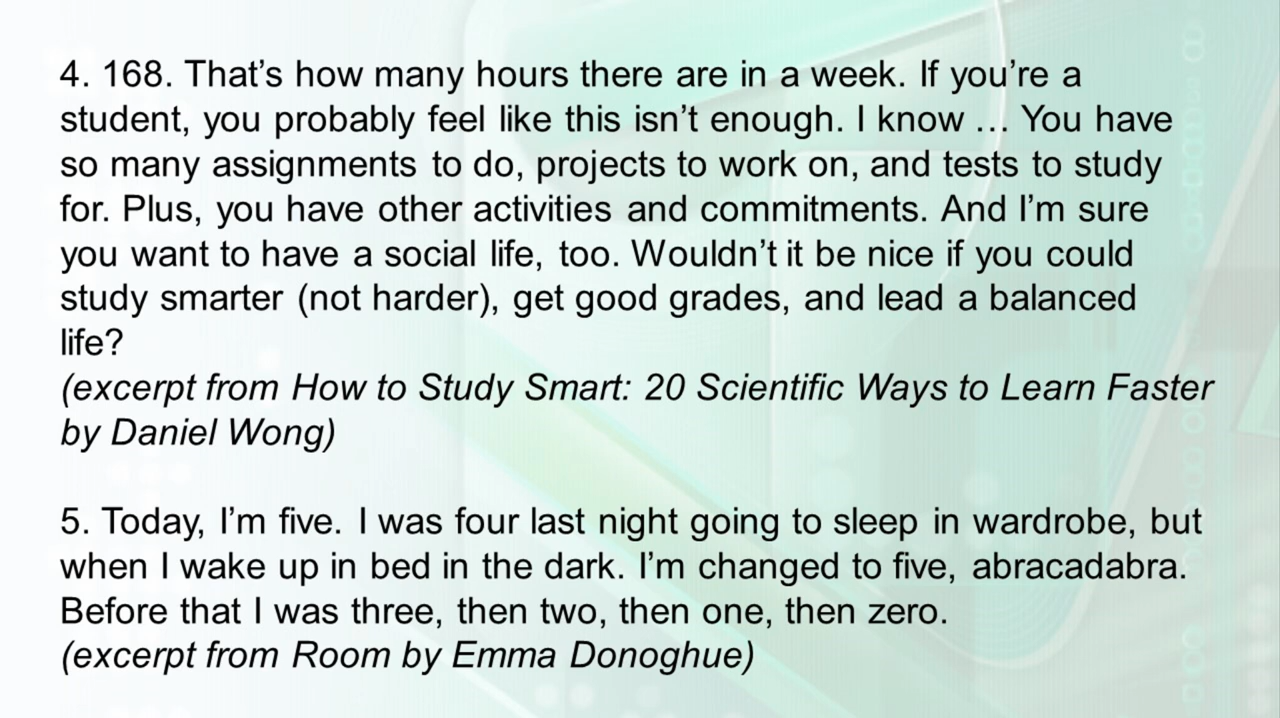 4. 168. That’s how many hours there are in a week. If you’re a
student, you probably feel like this isn’t enough. I know … You have
so many assignments to do, projects to work on, and tests to study
for. Plus, you have other activities and commitments. And I’m sure
you want to have a social life, too. Wouldn’t it be nice if you could
study smarter (not harder), get good grades, and lead a balanced
life?
(excerpt from How to Study Smart: 20 Scientific Ways to Learn Faster
by Daniel Wong)
5. Today, I’m five. I was four last night going to sleep in wardrobe, but
when I wake up in bed in the dark. I’m changed to five, abracadabra.
Before that I was three, then two, then one, then zero.
(excerpt from Room by Emma Donoghue)